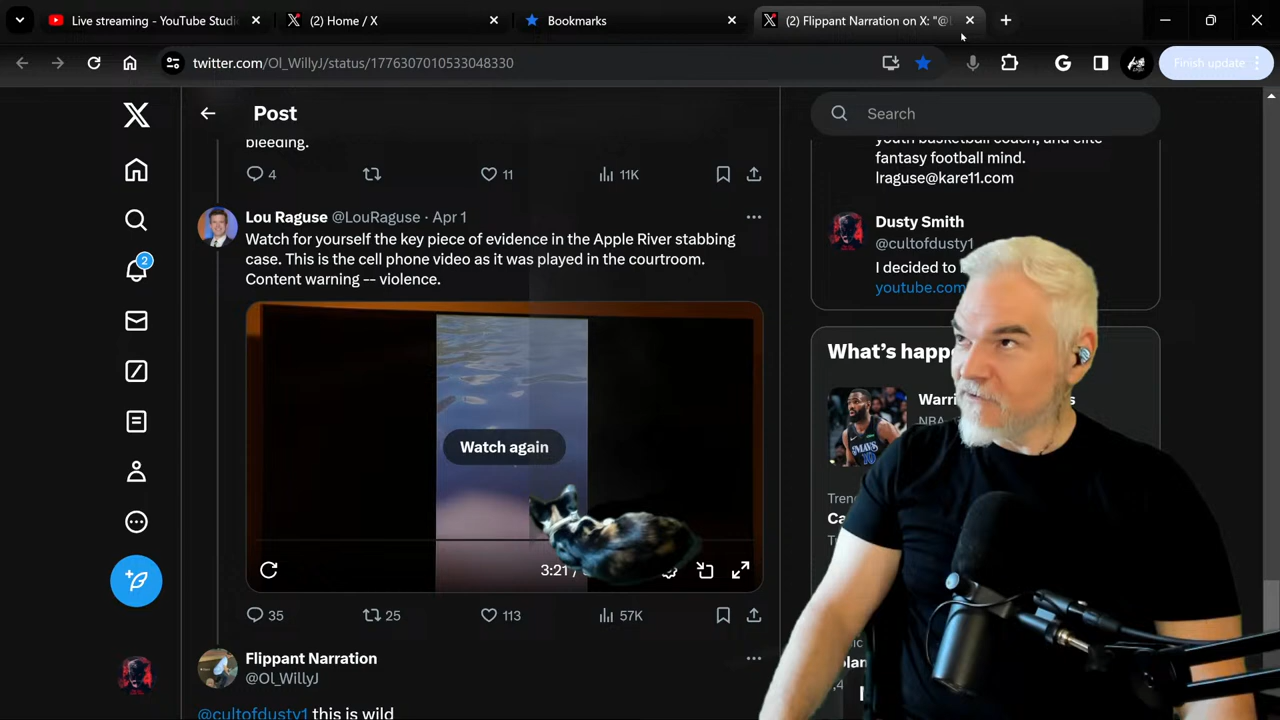 Live streaming - YouTube Studi
(2) Home / X
Bookmarks
(2) Flippant Narration on X: "@
twitter.com/Ol_WillyJ/status/1776307010533048330
Finish update
Post
Search
bleeding.
4
11
11K
Lou Raguse @LouRaguse · Apr 1
Watch for yourself the key piece of evidence in the Apple River stabbing
case. This is the cell phone video as it was played in the courtroom.
Content warning -- violence.
Watch again
3:21 /
35
25
113
57K
Flippant Narration
@Ol_WillyJ
@cultofdusty1 this is wild
2
youth basketball coach, and elite
fantasy football mind.
lraguse@kare11.com
Dusty Smith
@cultofdusty1
I decided to
youtube.com
What's happ
Warri
NBA
Tren
Ca